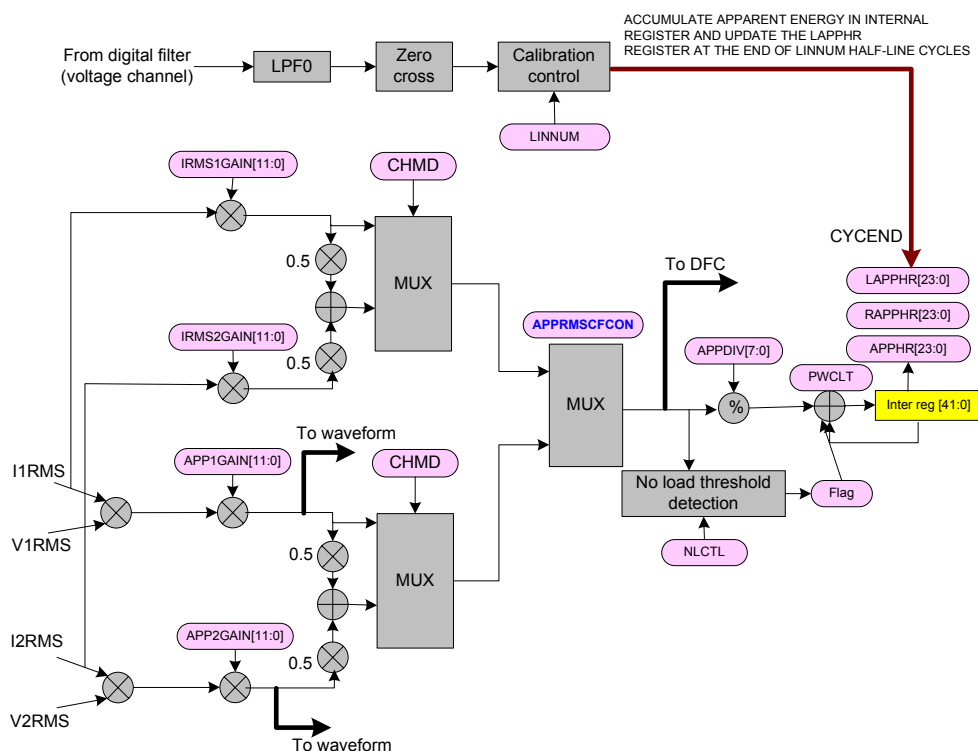 ACCUMULATE APPARENT ENERGY IN INTERNAL
REGISTER AND UPDATE THE LAPPHR
REGISTER AT THE END OF LINNUM HALF-LINE CYCLES
From digital filter
(voltage channel)
LPF0
Zero
cross
Calibration
control
LINNUM
IRMS1GAIN[11:0]
CHMD
CYCEND
0.5
MUX
To DFC
LAPPHR[23:0]
RAPPHR[23:0]
APPHR[23:0]
IRMS2GAIN[11:0]
APPRMSCFCON
APPDIV[7:0]
PWCLT
0.5
MUX
%
Inter reg [41:0]
To waveform
I1RMS
APP1GAIN[11:0]
CHMD
No load threshold
detection
Flag
V1RMS
0.5
MUX
NLCTL
I2RMS
APP2GAIN[11:0]
0.5
V2RMS
To waveform